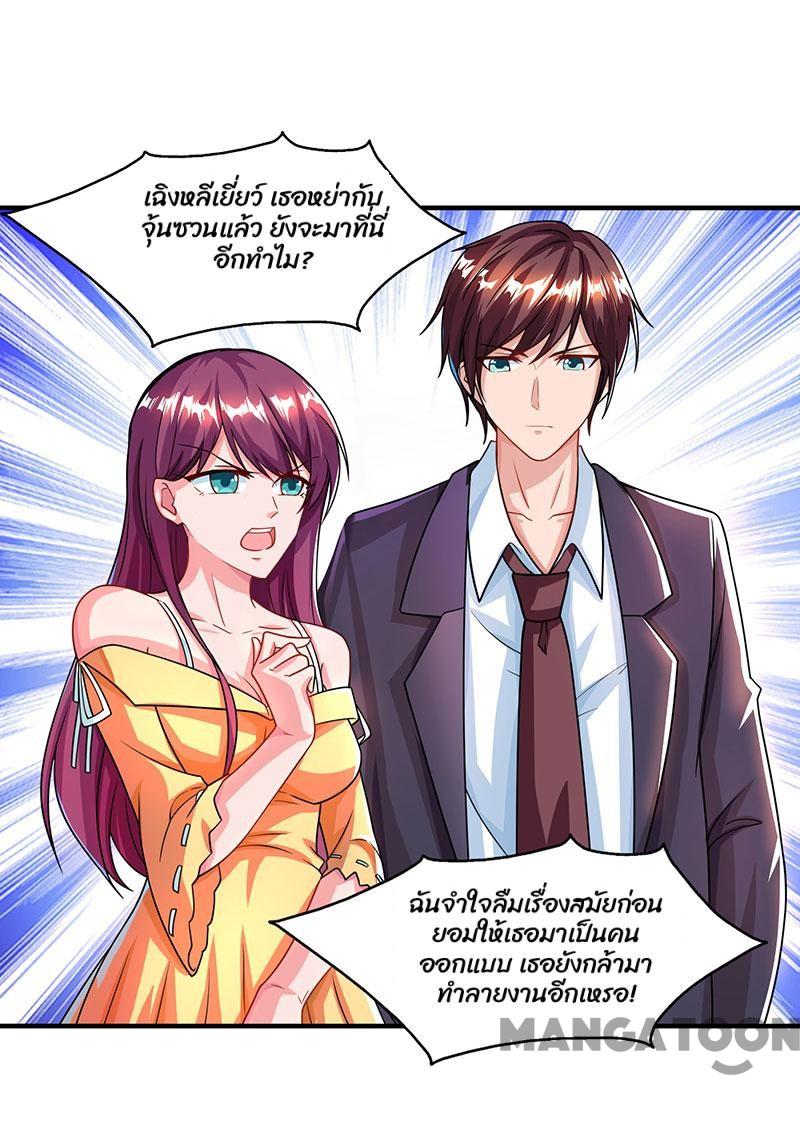 เฉิงหลีเยี่ยว์ เธอหย่ากับ
จุ้นซวนแล้ว ยังจะมาที่นี่
อีกทำไม?
ฉันจำใจลืมเรื่องสมัยก่อน
ยอมให้เธอมาเป็นคน
ออกแบบ เธอยังกล้ามา
ทำลายงานอีกเหรอ!
MANGATOON